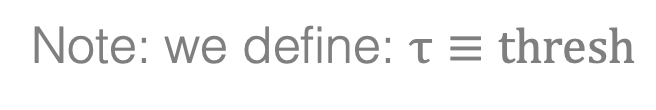 Note: we define: τ ≡ thresh